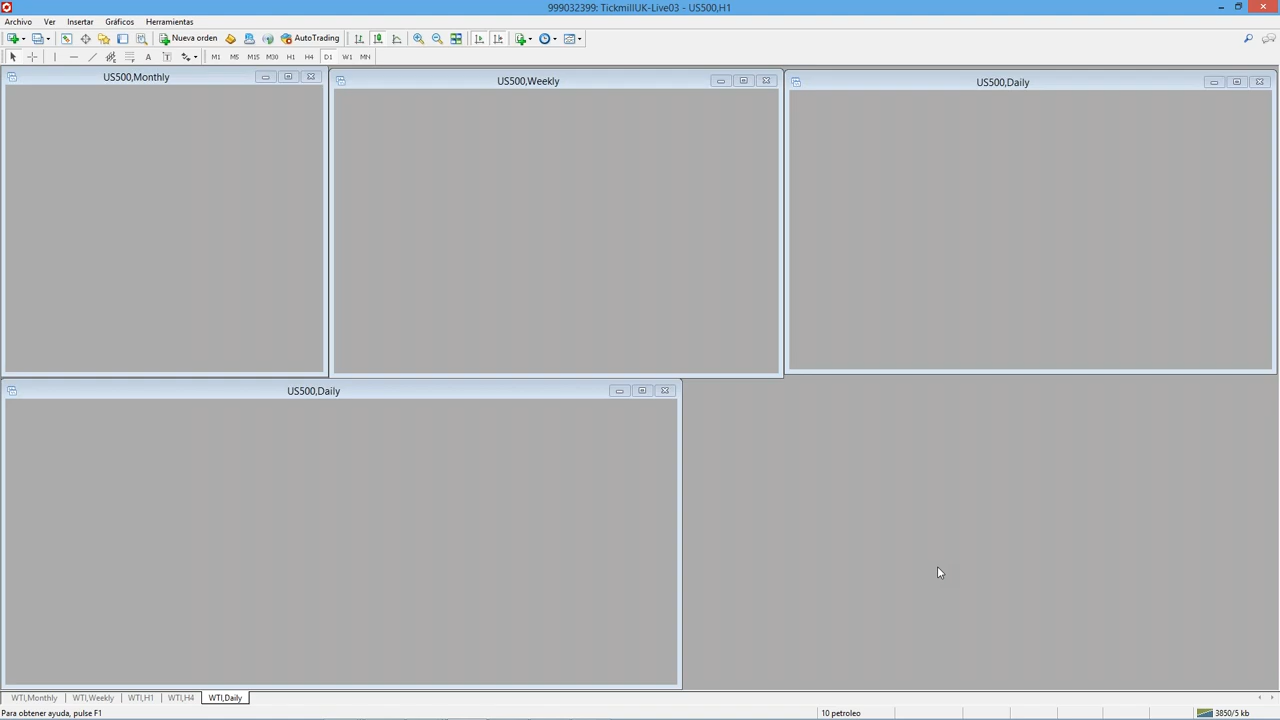 999032399: TickmillUK-Live03 - US500,H1
Archivo Ver Insertar Gráficos Herramientas
Nueva orden AutoTrading
A T M1 M5 M15 M30 H1 H4 D1 W1 MN
US500,Monthly
US500,Weekly
US500,Daily
US500,Daily
WTI,Monthly WTI,Weekly WTI,H1 WTI,H4 WTI,Daily
Para obtener ayuda, pulse F1 10 petroleo 3850/5 kb